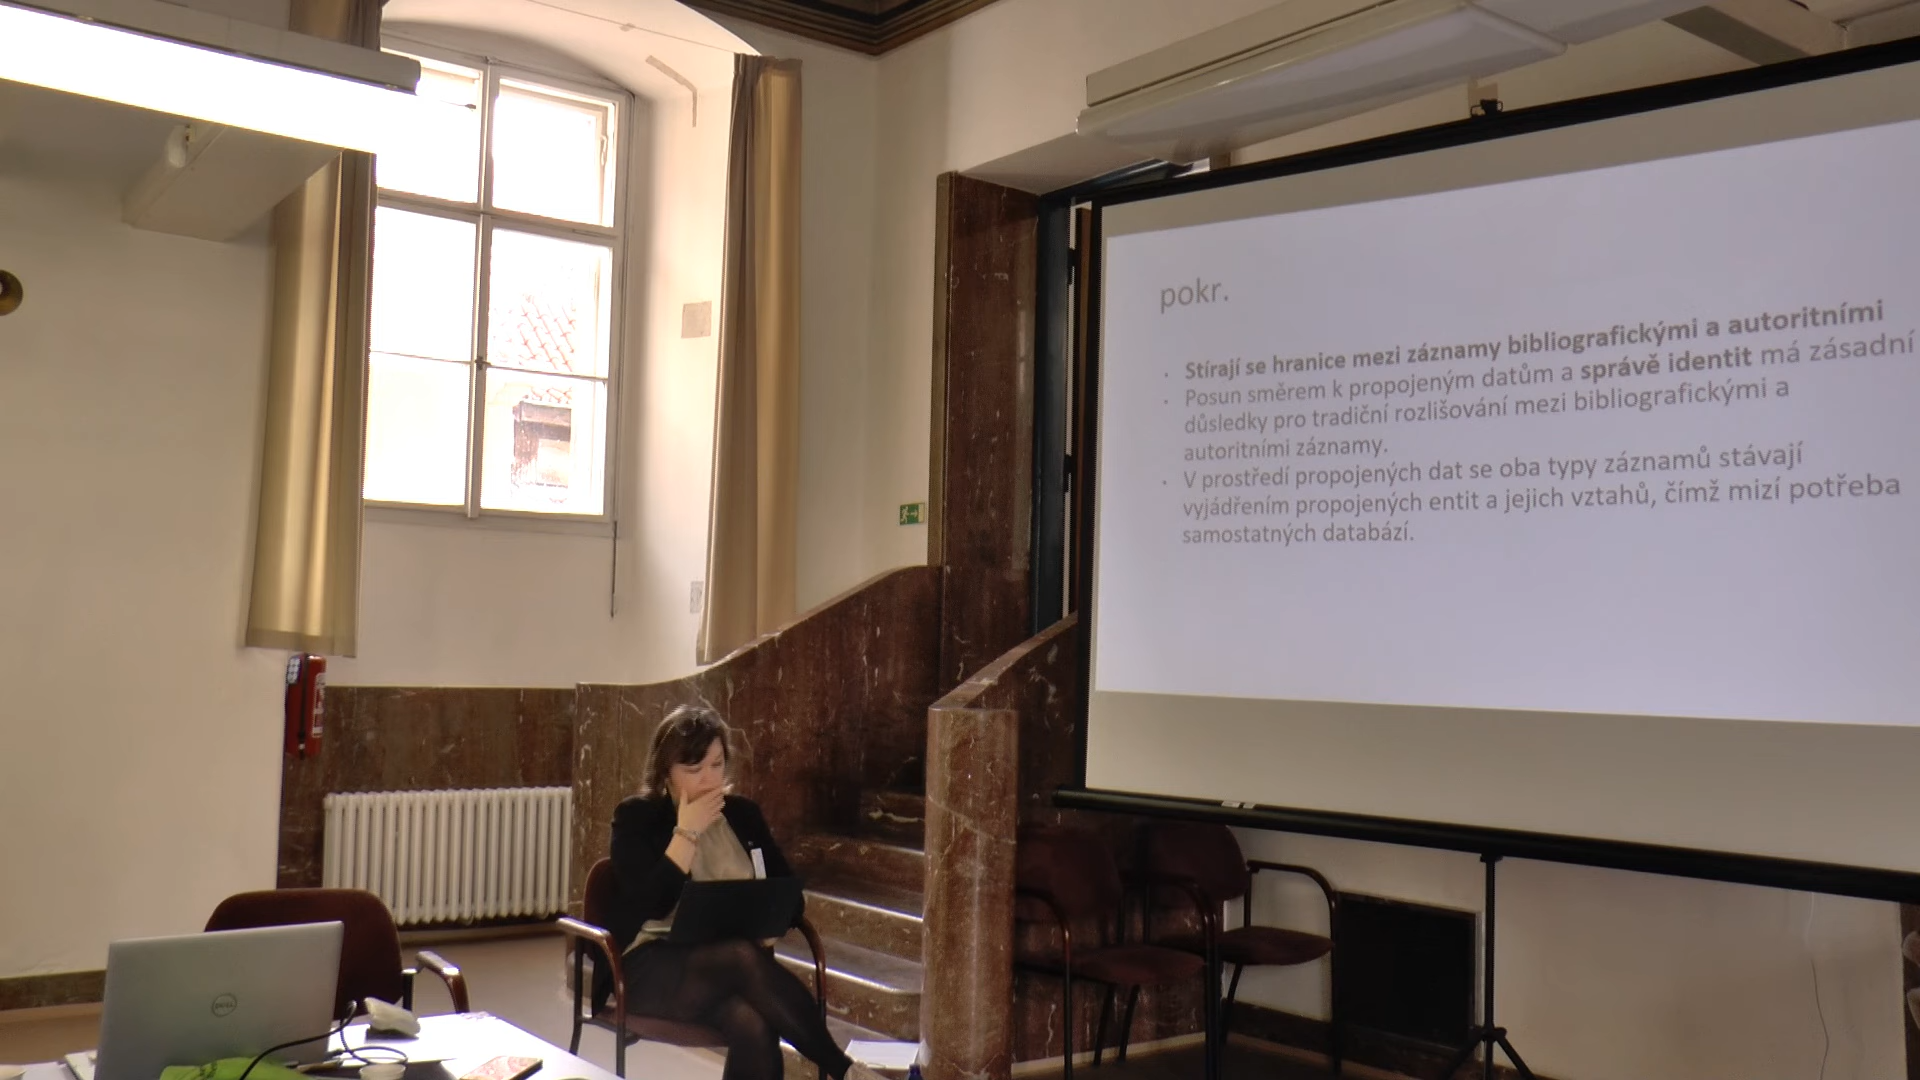 pokr.
Stírají se hranice mezi záznamy bibliografickými a autoritními
Posun směrem k propojeným datům a správě identit má zásadní
důsledky pro tradiční rozlišování mezi bibliografickými a
autoritními záznamy.
V prostředí propojených dat se oba typy záznamů stávají
vyjádřením propojených entit a jejich vztahů, čímž mizí potřeba
samostatných databází.
DELL